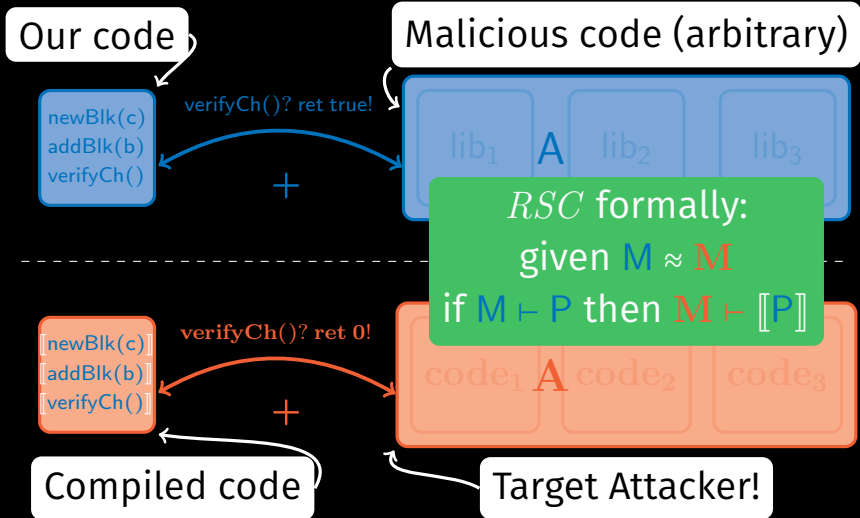 Our code
Malicious code (arbitrary)
newBlk(c)
addBlk(b)
verifyCh()
verifyCh()? ret true!
+
lib₁ A lib₂ lib₃
RSC formally:
given M ≈ M
if M ⊢ P then M ⊢ ⟦P⟧
⟦newBlk(c)⟧
⟦addBlk(b)⟧
⟦verifyCh()⟧
verifyCh()? ret 0!
+
code₁ A code₂ code₃
Compiled code
Target Attacker!